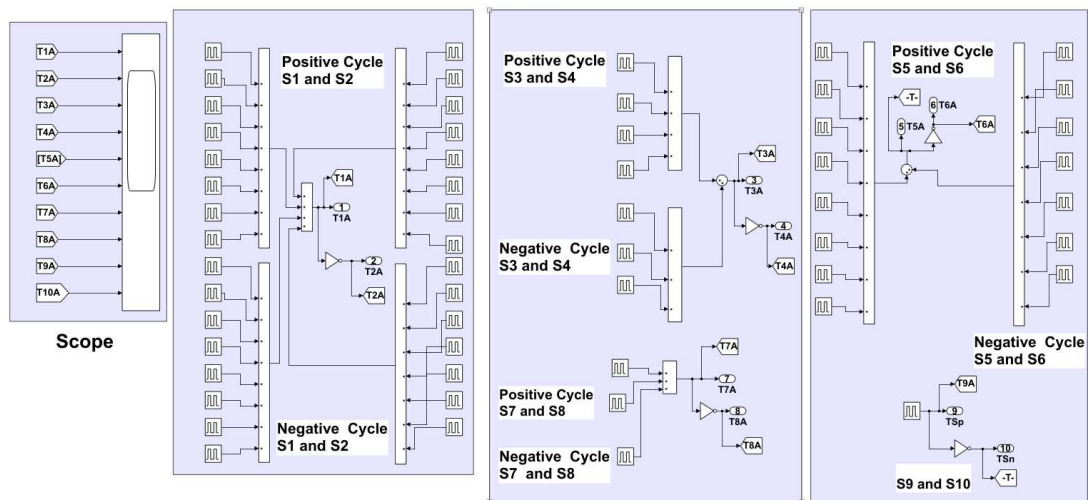 T1A
T2A
T3A
T4A
[T5A]
T6A
T7A
T8A
T9A
T10A
Scope
Positive Cycle
S1 and S2
T1A
1
T1A
2
T2A
T2A
Negative Cycle
S1 and S2
Positive Cycle
S3 and S4
T3A
3
T3A
4
T4A
T4A
Negative Cycle
S3 and S4
T7A
7
T7A
Positive Cycle
S7 and S8
8
T8A
T8A
Negative Cycle
S7 and S8
Positive Cycle
S5 and S6
-T-
6 T6A
5 T5A
T6A
Negative Cycle
S5 and S6
T9A
9
TSp
10
TSn
-T-
S9 and S10